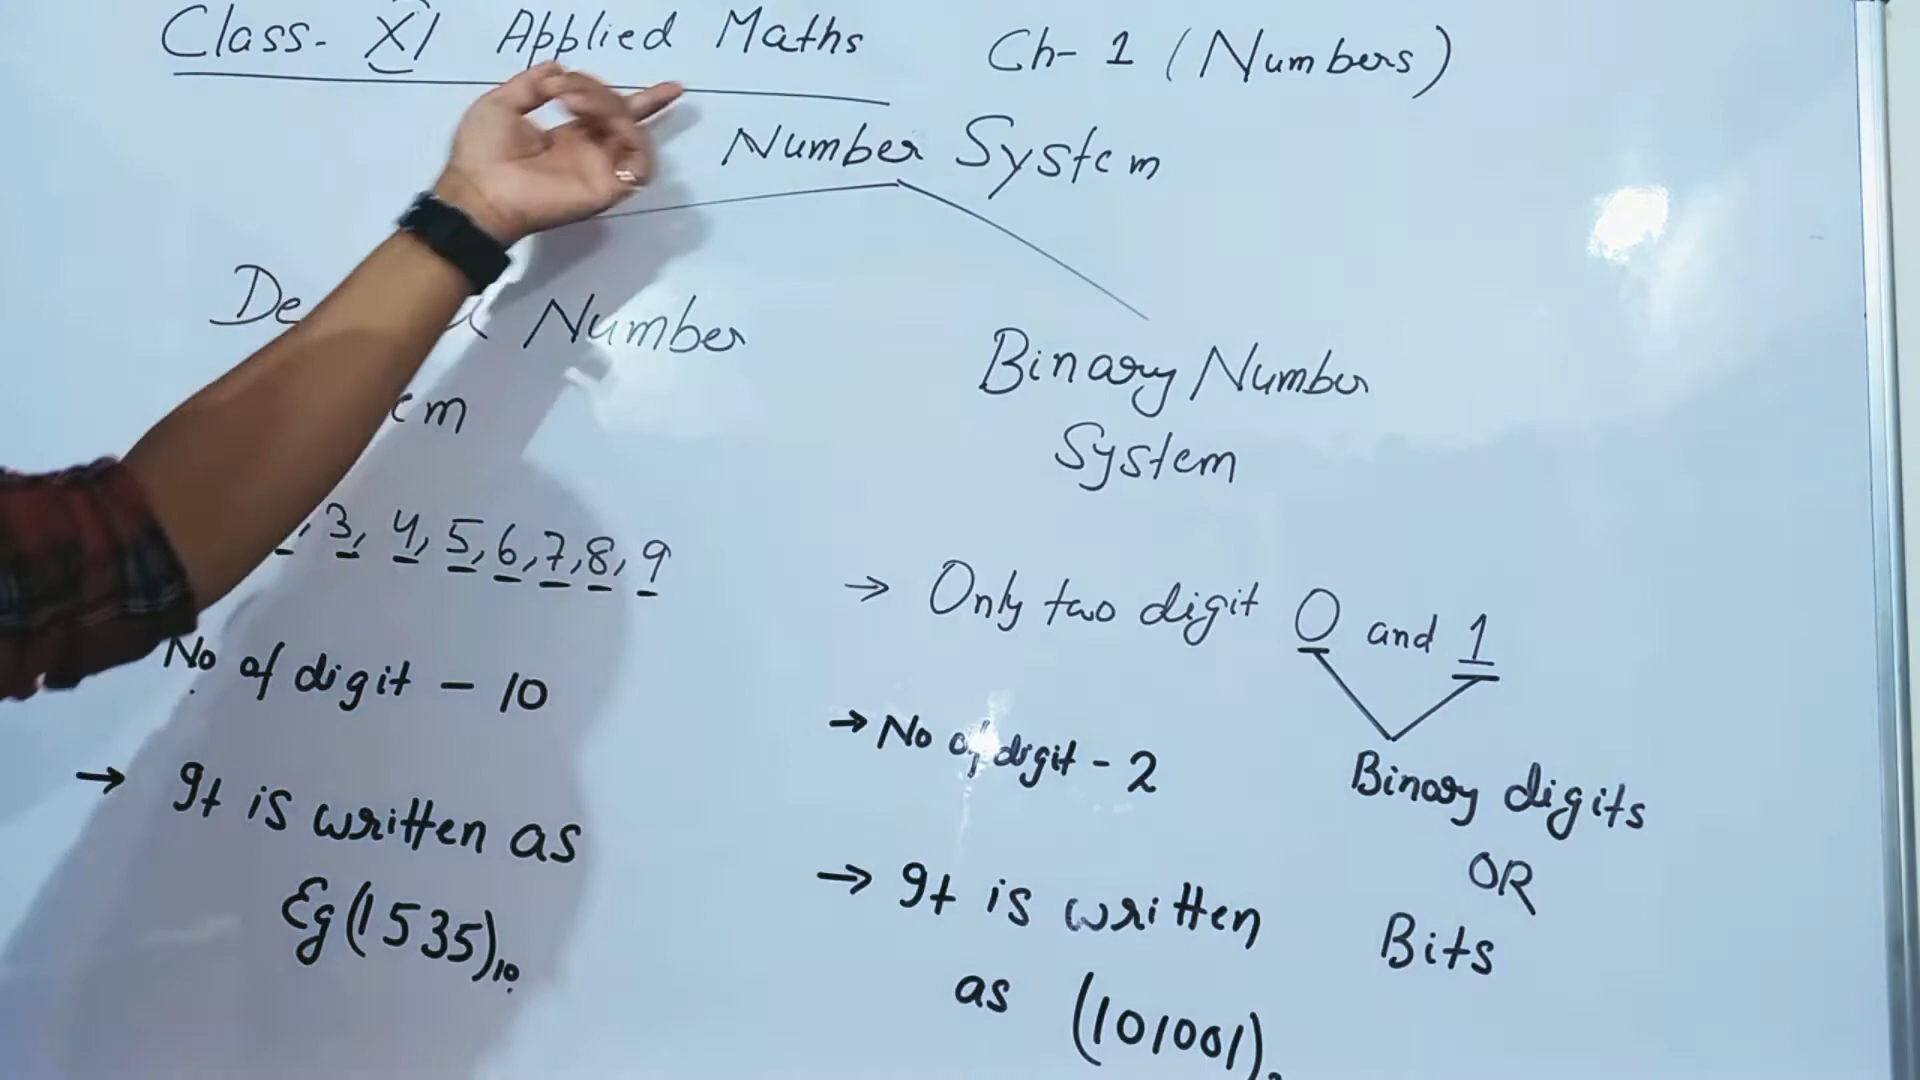 Class- XI Applied Maths Ch- 1 (Numbers)
Number System
Number
Binary Number
System
3, 4, 5, 6, 7, 8, 9
→ Only two digit 0 and 1
No of digit - 10
→ No of digit - 2
Binary digits
OR
Bits
→ It is written as
Eg (1535)10
→ It is written
as (101001)